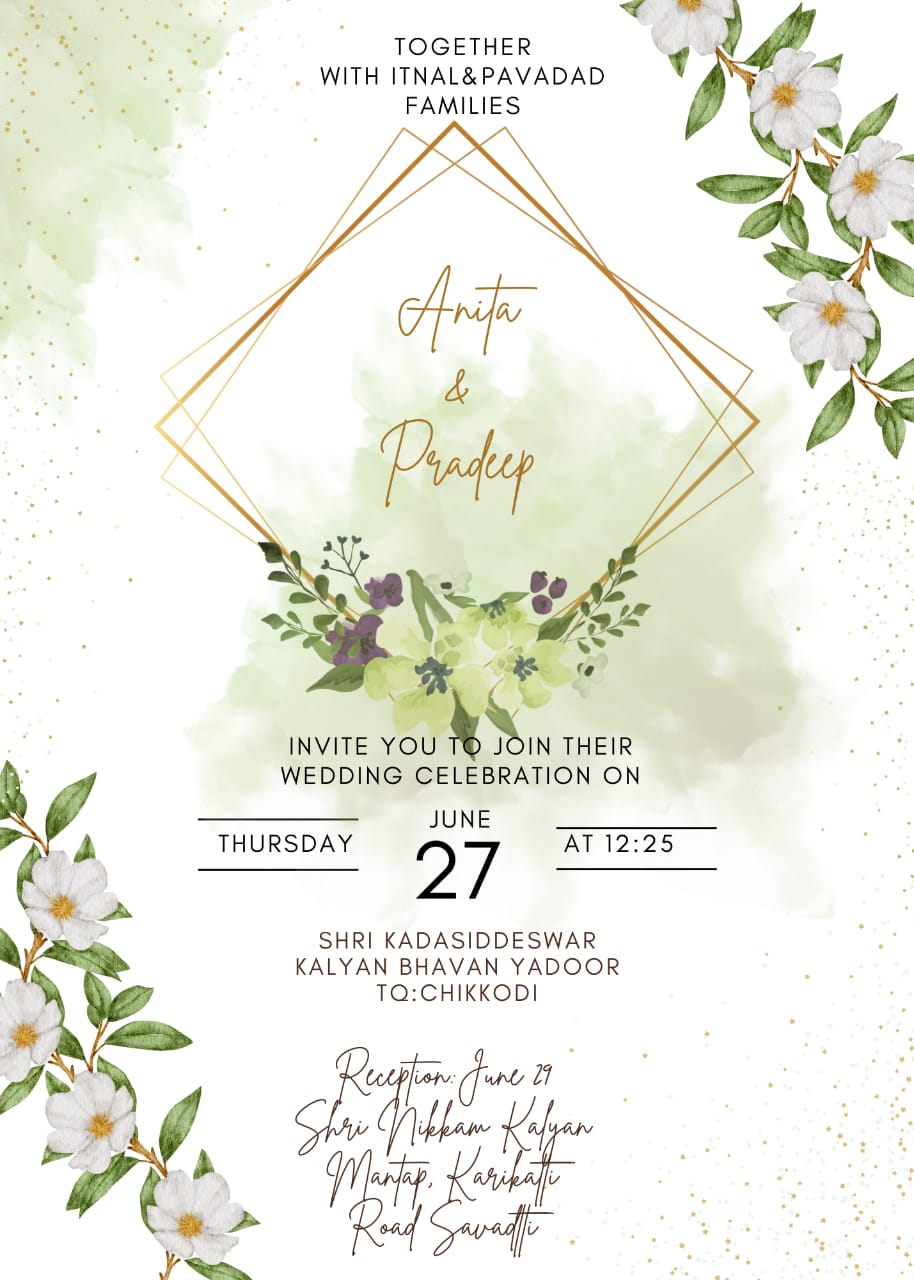 TOGETHER
WITH ITNAL&PAVADAD
FAMILIES
Anita
&
Pradeep
INVITE YOU TO JOIN THEIR
WEDDING CELEBRATION ON
THURSDAY
JUNE
27
AT 12:25
SHRI KADASIDDESWAR
KALYAN BHAVAN YADOOR
TQ:CHIKKODI
Reception: June 29
Shri Nikkam Kalyan
Mantap, Karikatti
Road Savadtti